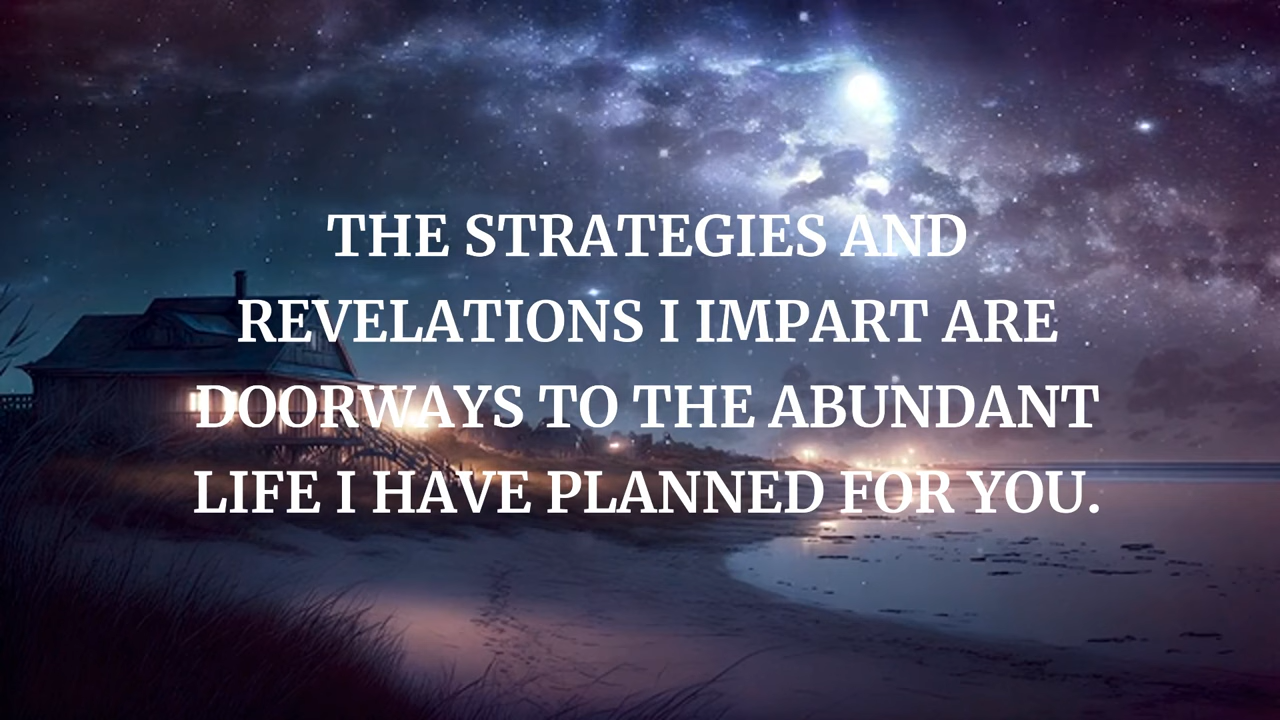 THE STRATEGIES AND
REVELATIONS I IMPART ARE
DOORWAYS TO THE ABUNDANT
LIFE I HAVE PLANNED FOR YOU.